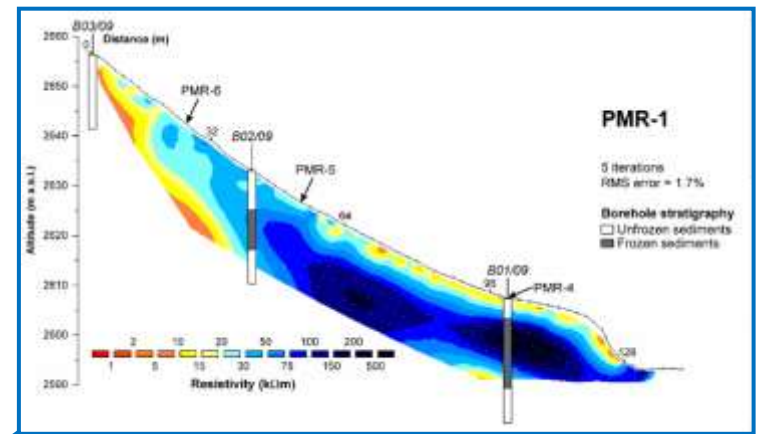 B03/09
Distance (m)
0
2660
2650
2640
2630
2620
2610
2600
2590
Altitude (m a.s.l.)
PMR-6
32
B02/09
PMR-5
64
B01/09
96
PMR-4
128
PMR-1
5 iterations
RMS error = 1.7%
Borehole stratigraphy
Unfrozen sediments
Frozen sediments
2 10 20 50 100 200
1 5 15 30 75 150 500
Resistivity (kΩm)